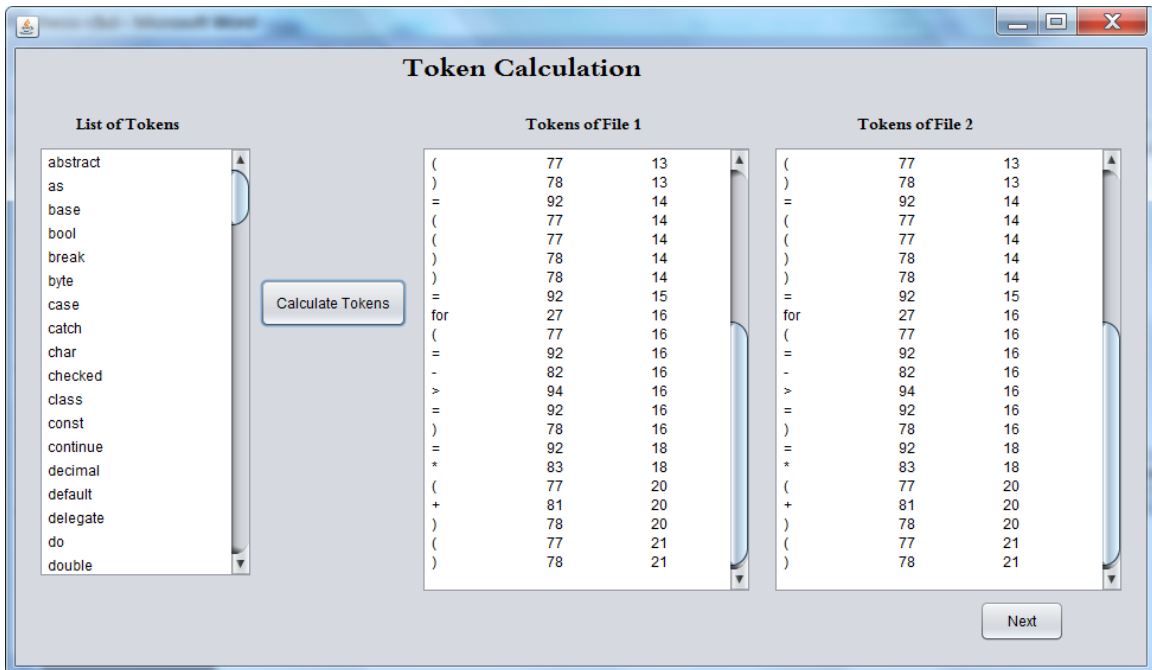 Token Calculation
List of Tokens
Tokens of File 1
Tokens of File 2
abstract
as
base
bool
break
byte
case
catch
char
checked
class
const
continue
decimal
default
delegate
do
double
Calculate Tokens
( 77 13
) 78 13
= 92 14
( 77 14
( 77 14
) 78 14
) 78 14
= 92 15
for 27 16
( 77 16
= 92 16
- 82 16
> 94 16
= 92 16
) 78 16
= 92 18
* 83 18
( 77 20
+ 81 20
) 78 20
( 77 21
) 78 21
( 77 13
) 78 13
= 92 14
( 77 14
( 77 14
) 78 14
) 78 14
= 92 15
for 27 16
( 77 16
= 92 16
- 82 16
> 94 16
= 92 16
) 78 16
= 92 18
* 83 18
( 77 20
+ 81 20
) 78 20
( 77 21
) 78 21
Next